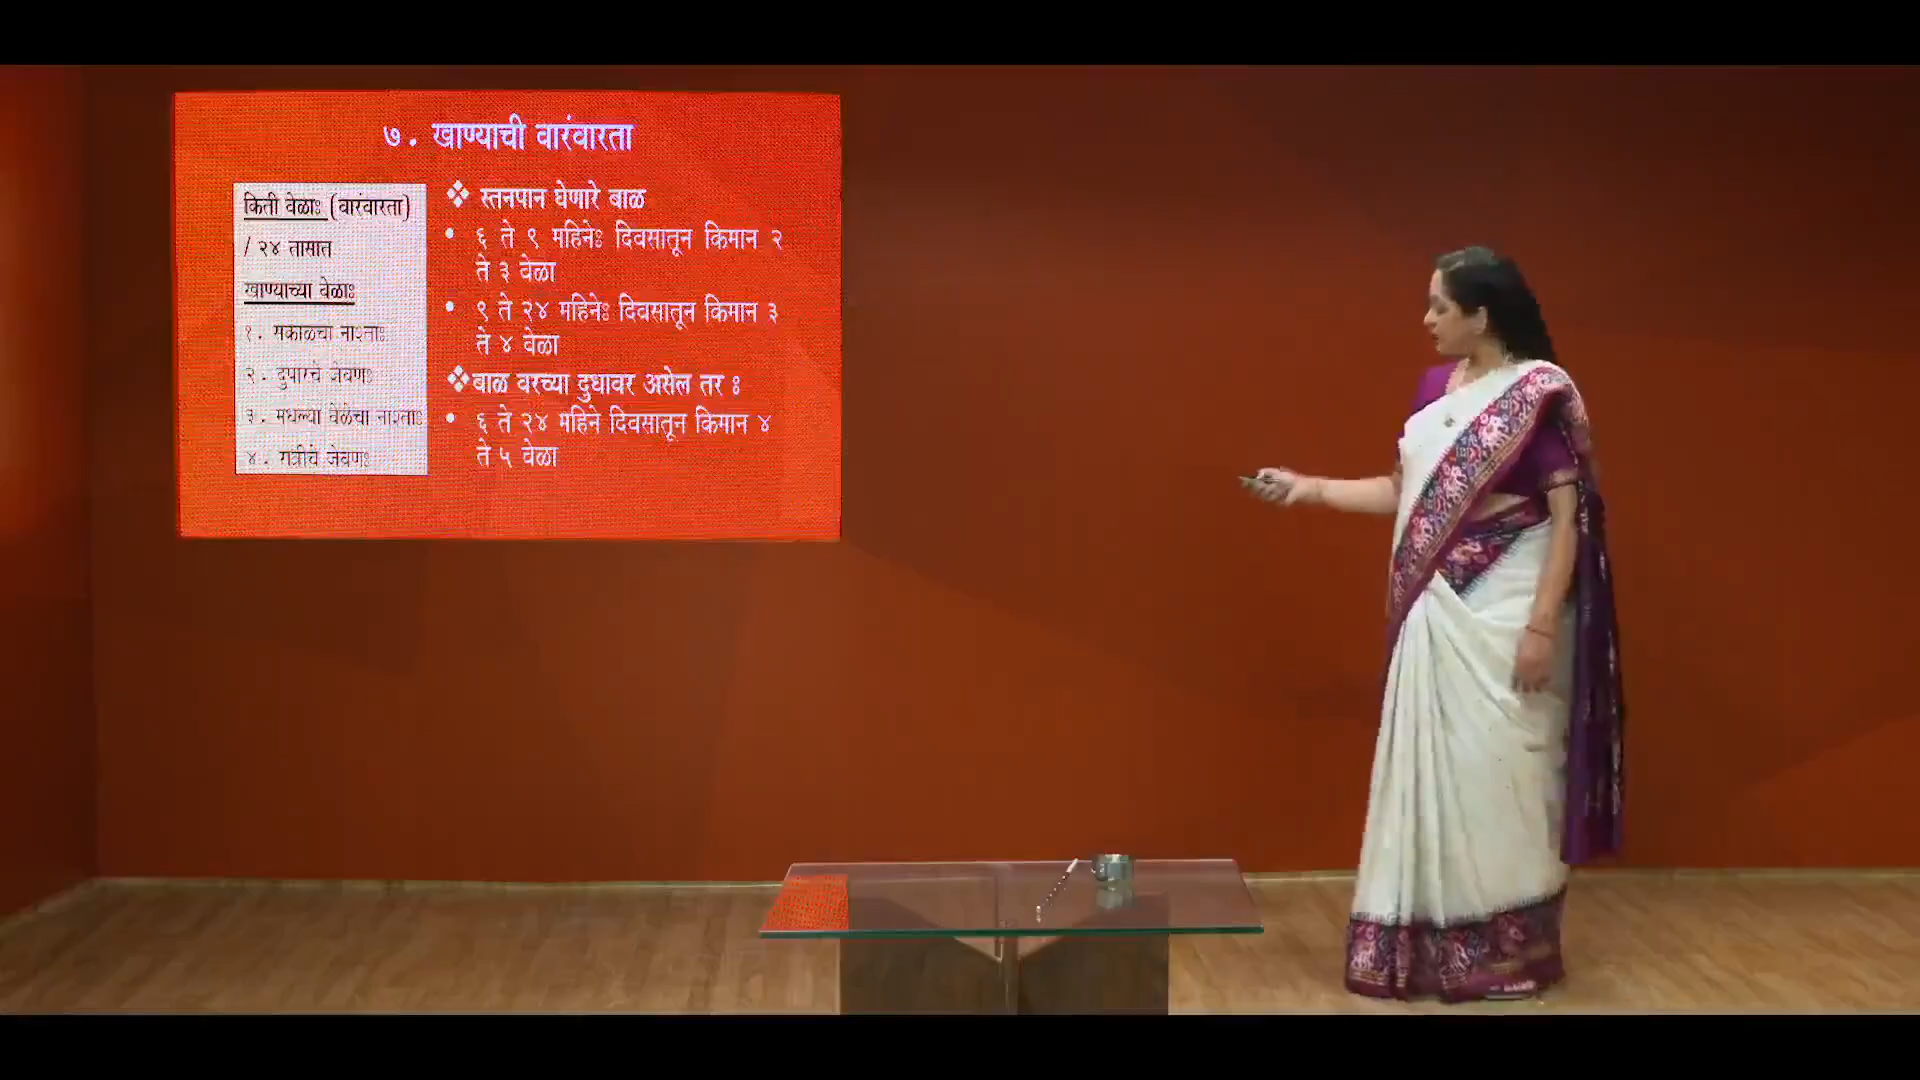 ७. खाण्याची वारंवारता
किती वेळाः (वारंवारता)
/ २४ तासात
खाण्याच्या वेळाः
१. सकाळचा नाश्ताः
२. दुपारचे जेवणः
३. मधल्या वेळेचा नाश्ताः
४. रात्रीचे जेवणः
❖ स्तनपान घेणारे बाळ
• ६ ते ९ महिनेः दिवसातून किमान २
ते ३ वेळा
• ९ ते २४ महिनेः दिवसातून किमान ३
ते ४ वेळा
❖बाळ वरच्या दुधावर असेल तर ः
• ६ ते २४ महिने दिवसातून किमान ४
ते ५ वेळा